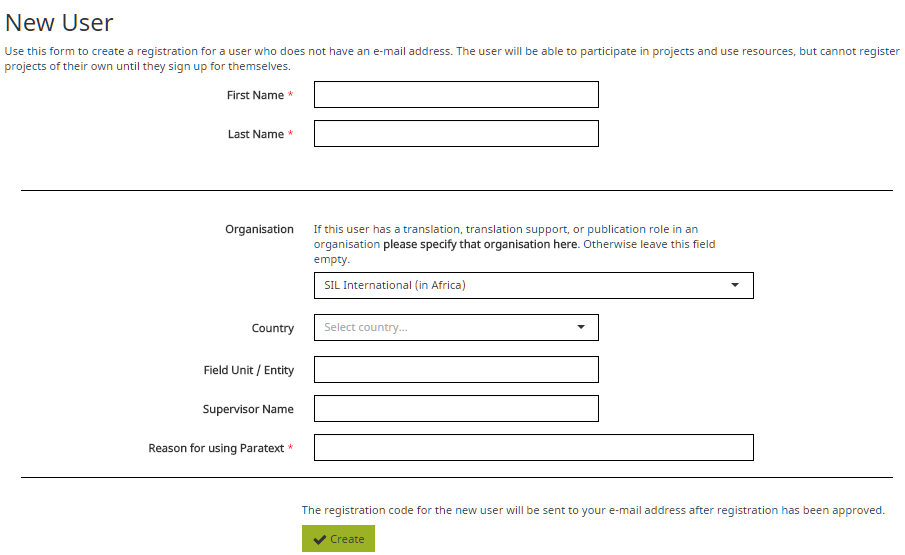 New User
Use this form to create a registration for a user who does not have an e-mail address. The user will be able to participate in projects and use resources, but cannot register
projects of their own until they sign up for themselves.
First Name *
Last Name *
Organisation
If this user has a translation, translation support, or publication role in an
organisation please specify that organisation here. Otherwise leave this field
empty.
SIL International (in Africa)
Country
Select country...
Field Unit / Entity
Supervisor Name
Reason for using Paratext *
The registration code for the new user will be sent to your e-mail address after registration has been approved.
Create